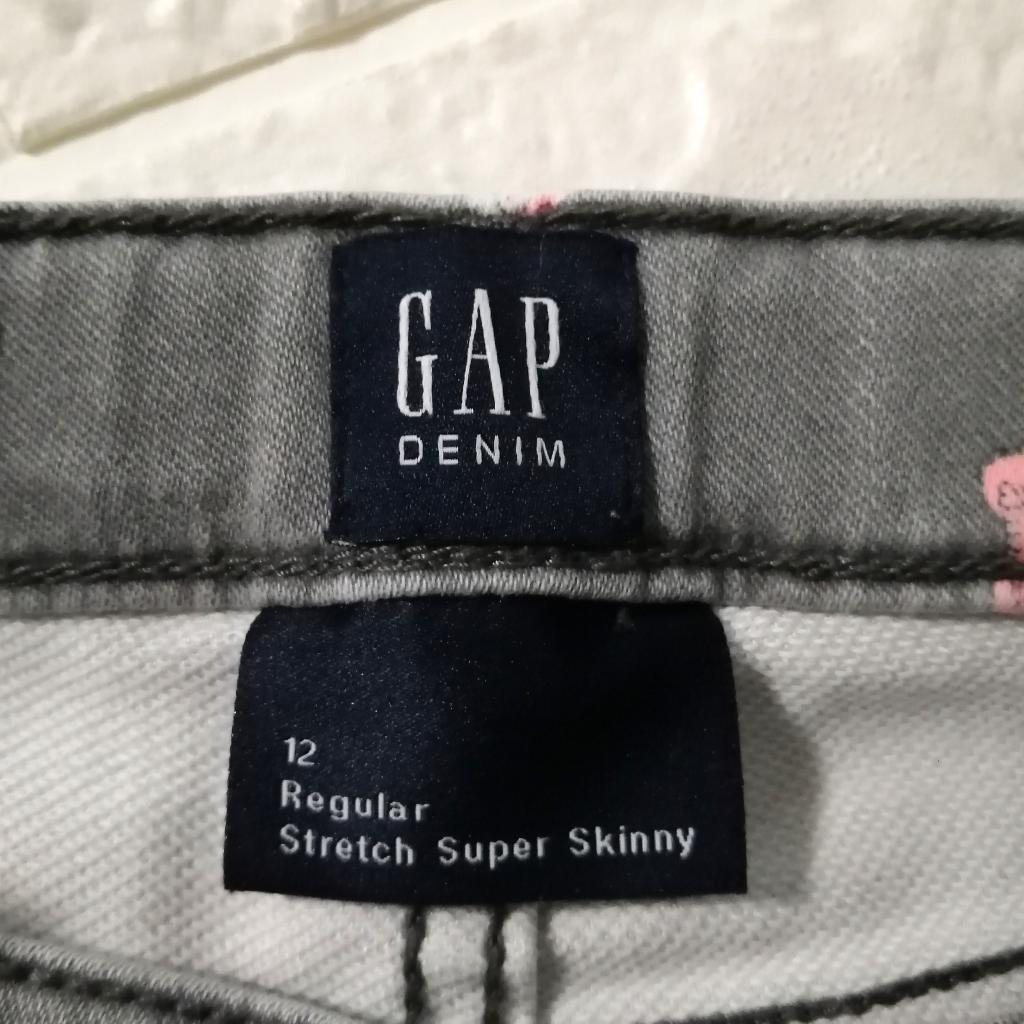 GAP
DENIM
12
Regular
Stretch Super Skinny